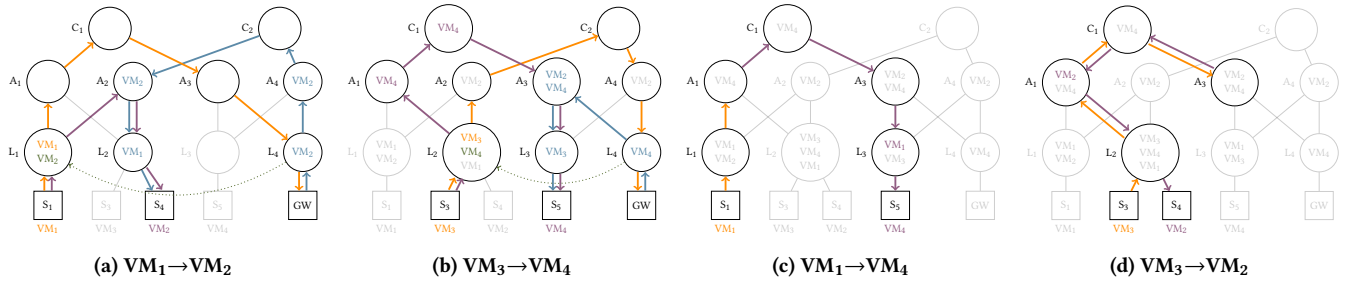 C₁ C₂
A₁ A₂ VM₂ A₃ A₄ VM₂
L₁ VM₁ VM₂ L₂ VM₁ L₃ L₄ VM₂
S₁ S₃ S₄ S₅ GW
VM₁ VM₃ VM₂ VM₄
(a) VM₁→VM₂
C₁ VM₄ C₂
A₁ VM₄ A₂ VM₂ A₃ VM₂ VM₄ A₄ VM₂
L₁ VM₁ VM₂ L₂ VM₃ VM₄ VM₁ L₃ VM₃ L₄ VM₄
S₁ S₃ S₄ S₅ GW
VM₁ VM₃ VM₂ VM₄
(b) VM₃→VM₄
C₁ VM₄ C₂
A₁ VM₄ A₂ VM₂ A₃ VM₂ VM₄ A₄ VM₂
L₁ VM₁ VM₂ L₂ VM₃ VM₄ VM₁ L₃ VM₁ VM₃ L₄ VM₄
S₁ S₃ S₄ S₅ GW
VM₁ VM₃ VM₂ VM₄
(c) VM₁→VM₄
C₁ VM₄ C₂
A₁ VM₂ VM₄ A₂ VM₂ A₃ VM₂ VM₄ A₄ VM₂
L₁ VM₁ VM₂ L₂ VM₃ VM₄ VM₁ L₃ VM₁ VM₃ L₄ VM₄
S₁ S₃ S₄ S₅ GW
VM₁ VM₃ VM₂ VM₄
(d) VM₃→VM₂